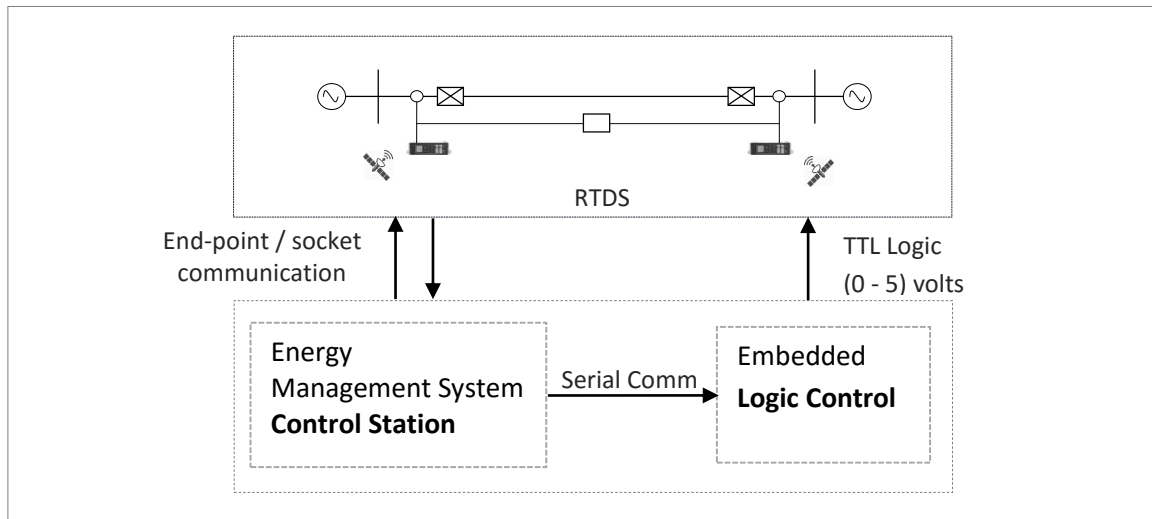 RTDS
End-point / socket
communication
TTL Logic
(0 - 5) volts
Energy
Management System
Control Station
Serial Comm
Embedded
Logic Control